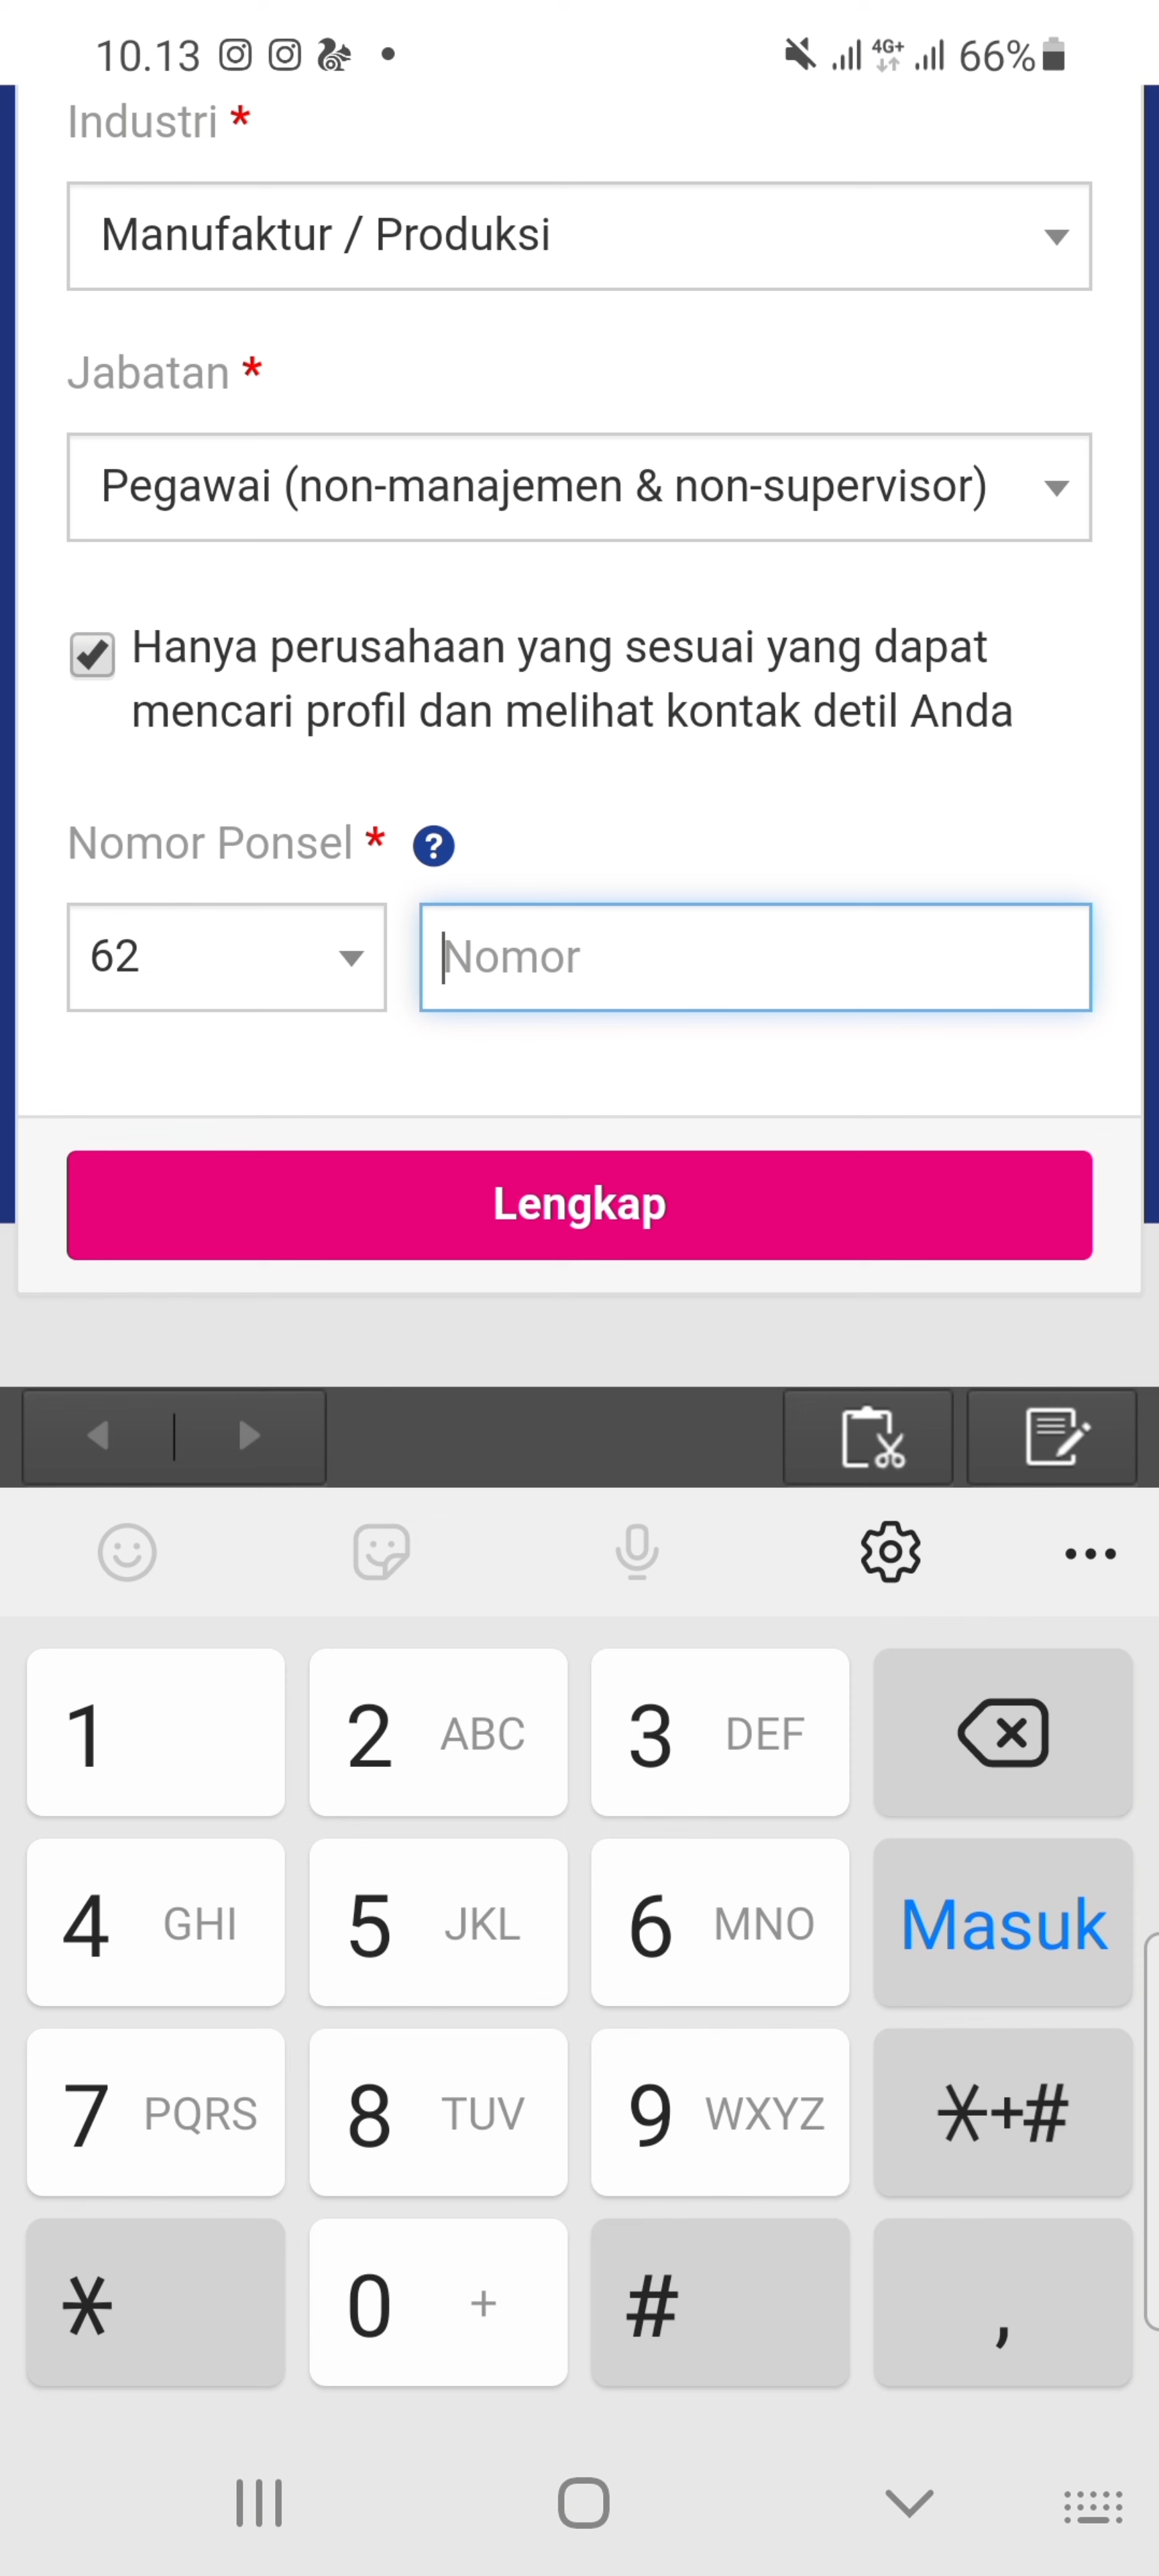 10.13
4G+
66%
Industri *
Manufaktur / Produksi
Jabatan *
Pegawai (non-manajemen & non-supervisor)
Hanya perusahaan yang sesuai yang dapat
mencari profil dan melihat kontak detil Anda
Nomor Ponsel * ?
62
Nomor
Lengkap
1
2 ABC
3 DEF
4 GHI
5 JKL
6 MNO
Masuk
7 PQRS
8 TUV
9 WXYZ
*+#
*
0 +
#
,